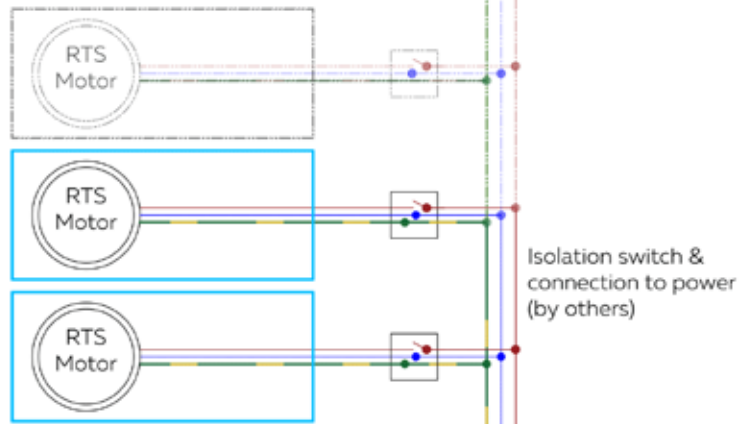 RTS
Motor
RTS
Motor
Isolation switch &
connection to power
(by others)
RTS
Motor